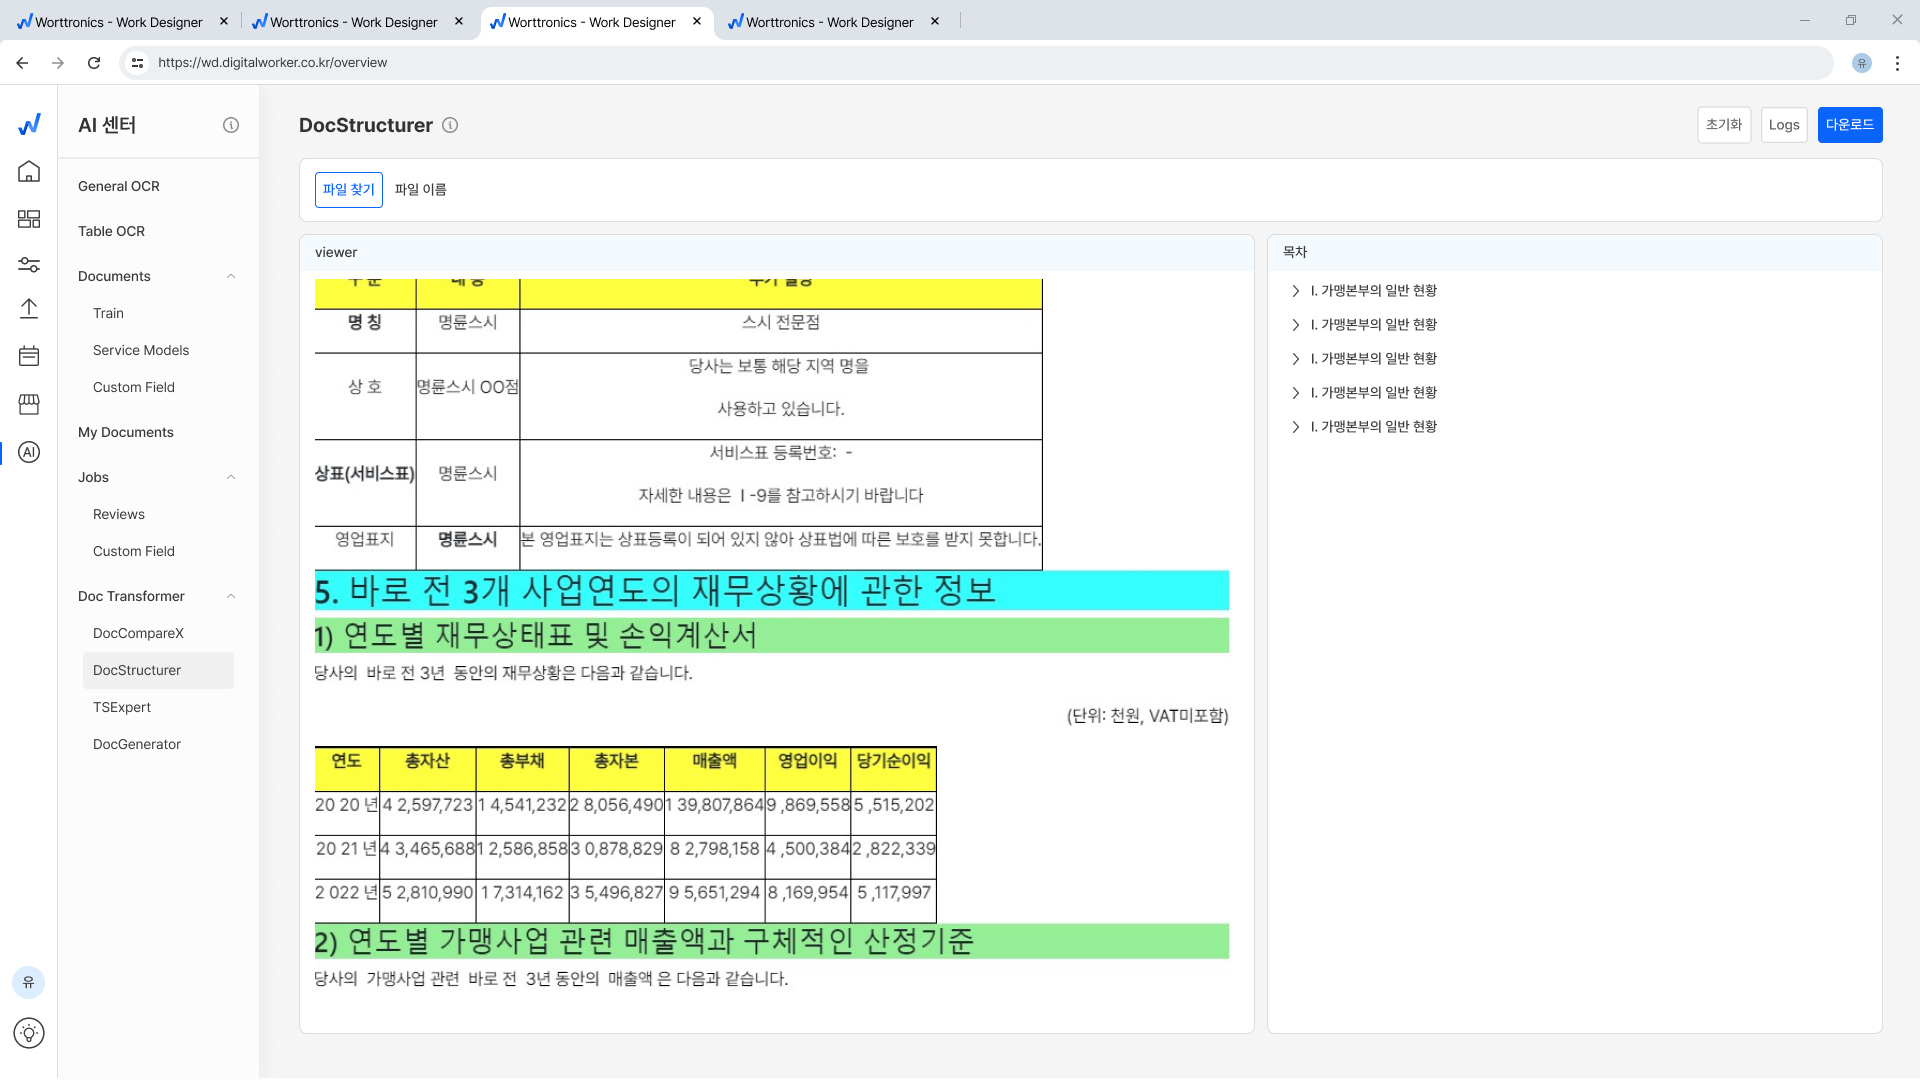 Worttronics - Work Designer
Worttronics - Work Designer
Worttronics - Work Designer
Worttronics - Work Designer
https://wd.digitalworker.co.kr/overview
유
AI 센터
General OCR
Table OCR
Documents
Train
Service Models
Custom Field
My Documents
Jobs
Reviews
Custom Field
Doc Transformer
DocCompareX
DocStructurer
TSExpert
DocGenerator
AI
유
DocStructurer
초기화
Logs
다운로드
파일 찾기 파일 이름
viewer
명 칭 명륜스시 스시 전문점
당사는 보통 해당 지역 명을
상 호 명륜스시 OO점
사용하고 있습니다.
서비스표 등록번호: -
상표(서비스표) 명륜스시
자세한 내용은 Ⅰ-9를 참고하시기 바랍니다
영업표지 명륜스시 본 영업표지는 상표등록이 되어 있지 않아 상표법에 따른 보호를 받지 못합니다.
5. 바로 전 3개 사업연도의 재무상황에 관한 정보
1) 연도별 재무상태표 및 손익계산서
당사의 바로 전 3년 동안의 재무상황은 다음과 같습니다.
(단위: 천원, VAT미포함)
연도 총자산 총부채 총자본 매출액 영업이익 당기순이익
20 20 년 4 2,597,723 1 4,541,232 2 8,056,490 1 39,807,864 9 ,869,558 5 ,515,202
20 21 년 4 3,465,688 1 2,586,858 3 0,878,829 8 2,798,158 4 ,500,384 2 ,822,339
2 022 년 5 2,810,990 1 7,314,162 3 5,496,827 9 5,651,294 8 ,169,954 5 ,117,997
2) 연도별 가맹사업 관련 매출액과 구체적인 산정기준
당사의 가맹사업 관련 바로 전 3년 동안의 매출액 은 다음과 같습니다.
목차
I. 가맹본부의 일반 현황
I. 가맹본부의 일반 현황
I. 가맹본부의 일반 현황
I. 가맹본부의 일반 현황
I. 가맹본부의 일반 현황